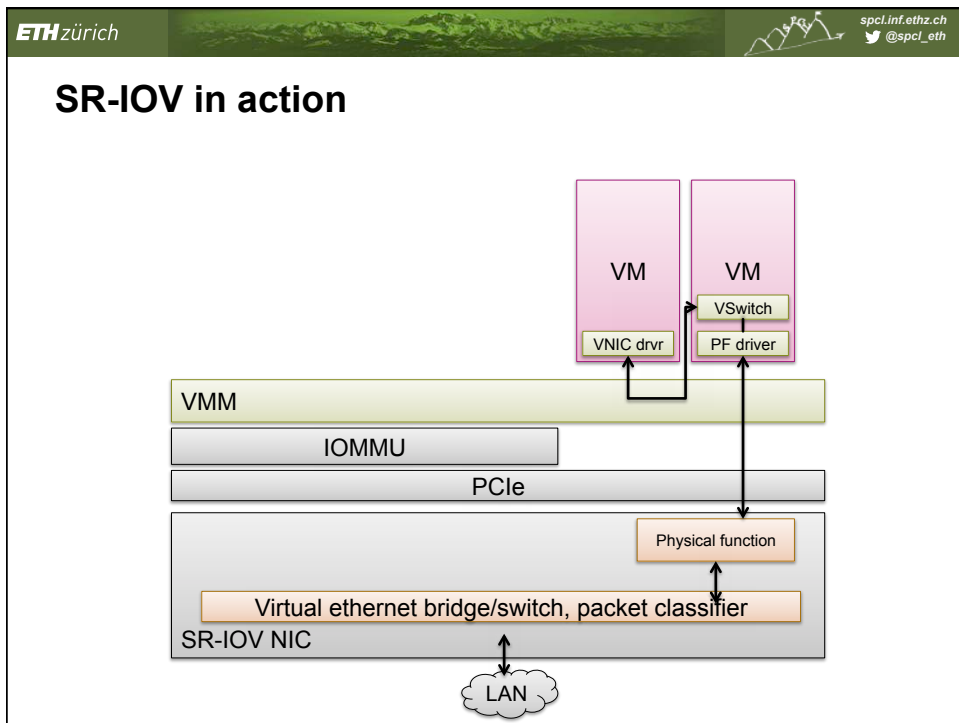 ETH zürich
spcl.inf.ethz.ch
@spcl_eth
SR-IOV in action
VM
VM
VSwitch
VNIC drvr
PF driver
VMM
IOMMU
PCIe
Physical function
Virtual ethernet bridge/switch, packet classifier
SR-IOV NIC
LAN